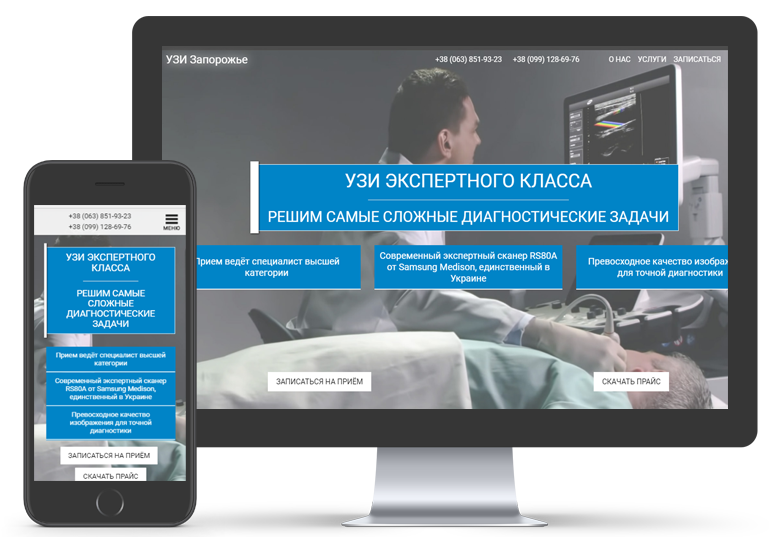 УЗИ Запорожье
+38 (063) 851-93-23 +38 (099) 128-69-76 О НАС УСЛУГИ ЗАПИСАТЬСЯ
УЗИ ЭКСПЕРТНОГО КЛАССА
РЕШИМ САМЫЕ СЛОЖНЫЕ ДИАГНОСТИЧЕСКИЕ ЗАДАЧИ
Прием ведёт специалист высшей
категории
Современный экспертный сканер RS80A
от Samsung Medison, единственный в
Украине
Превосходное качество изображ
для точной диагностики
ЗАПИСАТЬСЯ НА ПРИЁМ
СКАЧАТЬ ПРАЙС
+38 (063) 851-93-23
+38 (099) 128-69-76
МЕНЮ
УЗИ ЭКСПЕРТНОГО
КЛАССА
РЕШИМ САМЫЕ
СЛОЖНЫЕ
ДИАГНОСТИЧЕСКИЕ
ЗАДАЧИ
Прием ведёт специалист высшей
категории
Современный экспертный сканер
RS80A от Samsung Medison,
единственный в Украине
Превосходное качество
изображения для точной
диагностики
ЗАПИСАТЬСЯ НА ПРИЁМ
СКАЧАТЬ ПРАЙС